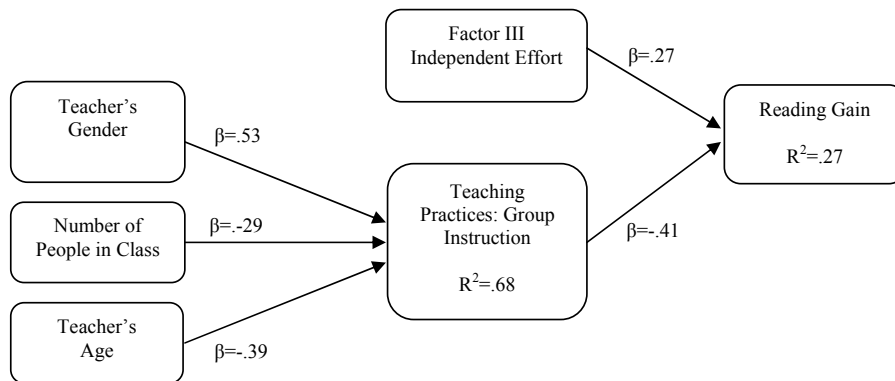 Factor III
Independent Effort
β=.27
Teacher’s
Gender
Reading Gain
R²=.27
β=.53
Teaching
Practices: Group
Instruction
R²=.68
Number of
People in Class
β=.-29
β=-.41
Teacher’s
Age
β=-.39